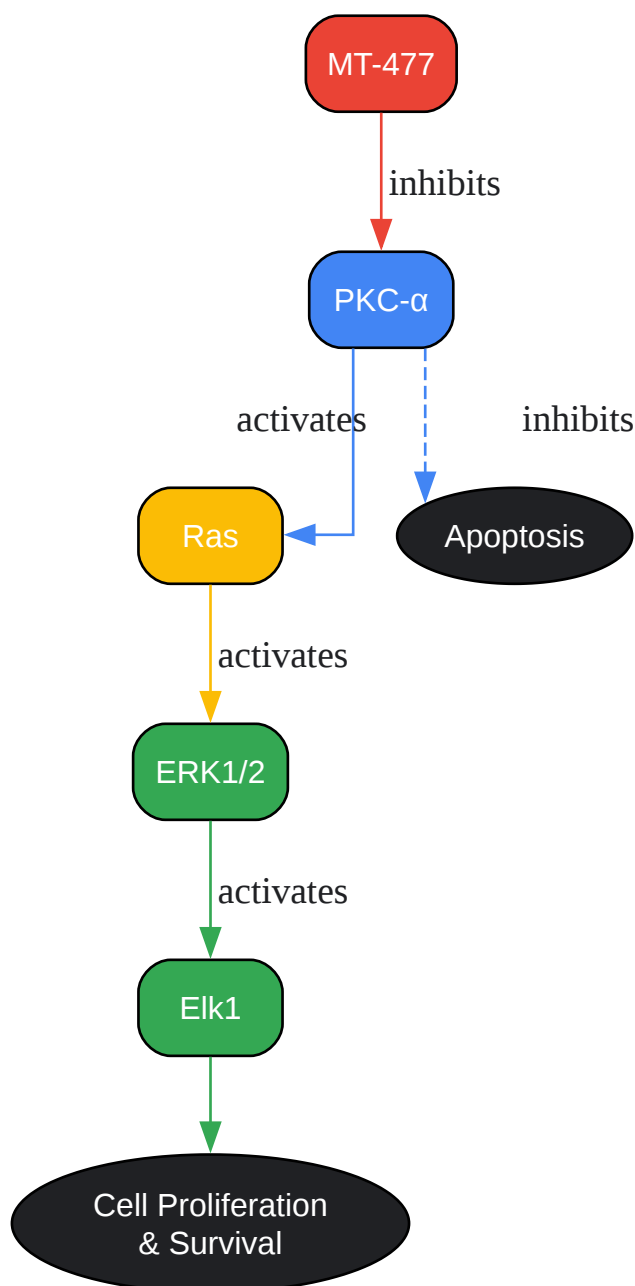 MT-477
inhibits
PKC-α
activates
inhibits
Ras
Apoptosis
activates
ERK1/2
activates
Elk1
Cell Proliferation
& Survival